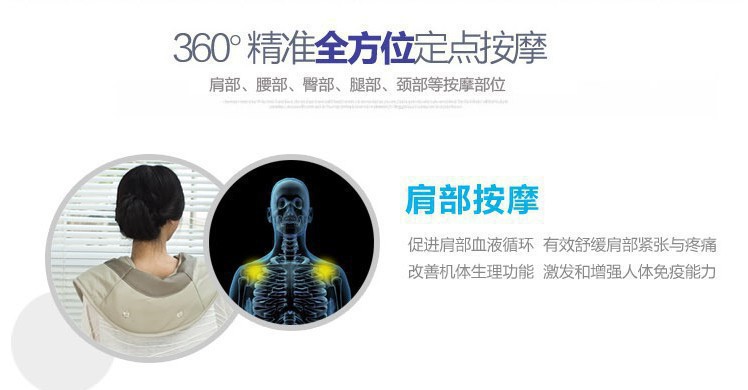 360°精准全方位定点按摩
肩部、腰部、臀部、腿部、颈部等按摩部位
肩部按摩
促进肩部血液循环 有效舒缓肩部紧张与疼痛
改善机体生理功能 激发和增强人体免疫能力